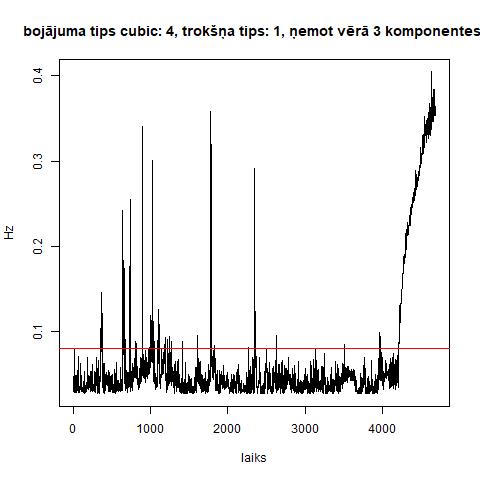 bojājuma tips cubic: 4, trokšņa tips: 1, ņemot vērā 3 komponentes
0.4
0.3
0.2
0.1
Hz
0 1000 2000 3000 4000
laiks